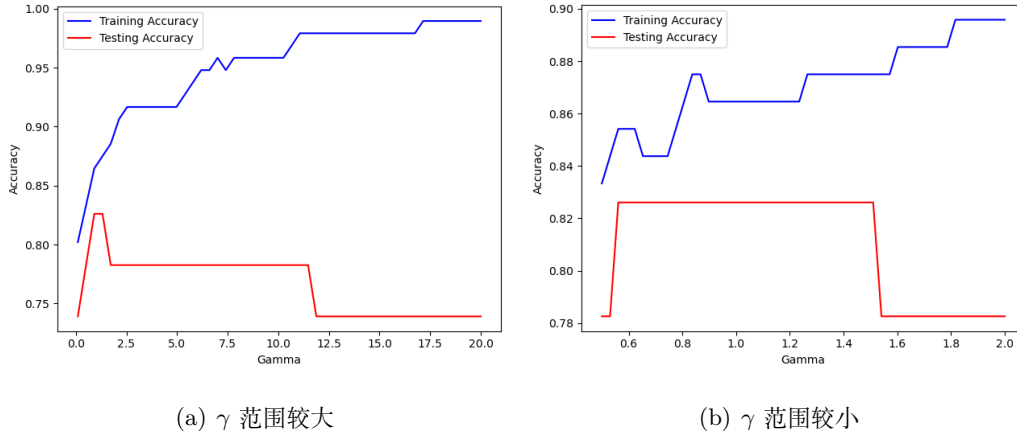 1.00
0.95
0.90
0.85
0.80
0.75
Accuracy
Training Accuracy
Testing Accuracy
0.0 2.5 5.0 7.5 10.0 12.5 15.0 17.5 20.0
Gamma
(a) γ 范围较大
0.90
0.88
0.86
0.84
0.82
0.80
0.78
Accuracy
Training Accuracy
Testing Accuracy
0.6 0.8 1.0 1.2 1.4 1.6 1.8 2.0
Gamma
(b) γ 范围较小